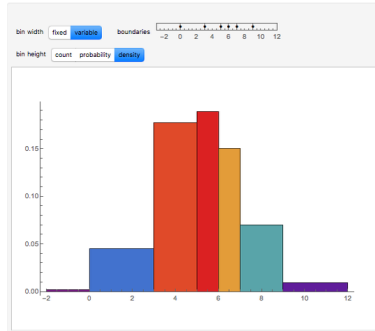 bin width fixed variable boundaries
-2 0 2 4 6 8 10 12
bin height count probability density
0.15
0.10
0.05
0.00
-2 0 2 4 6 8 10 12